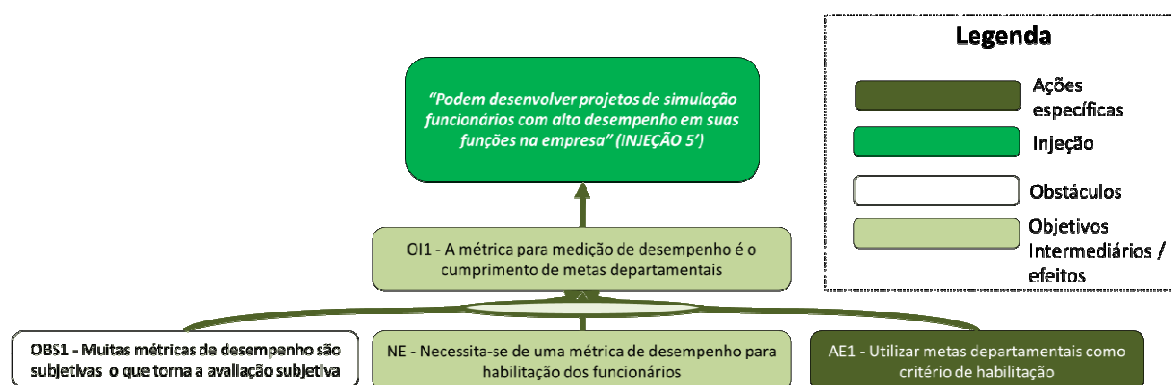 Legenda
Ações
específicas
Injeção
Obstáculos
Objetivos
Intermediários /
efeitos
“Podem desenvolver projetos de simulação
funcionários com alto desempenho em suas
funções na empresa” (INJEÇÃO 5’)
OI1 - A métrica para medição de desempenho é o
cumprimento de metas departamentais
OBS1 - Muitas métricas de desempenho são
subjetivas o que torna a avaliação subjetiva
NE - Necessita-se de uma métrica de desempenho para
habilitação dos funcionários
AE1 - Utilizar metas departamentais como
critério de habilitação